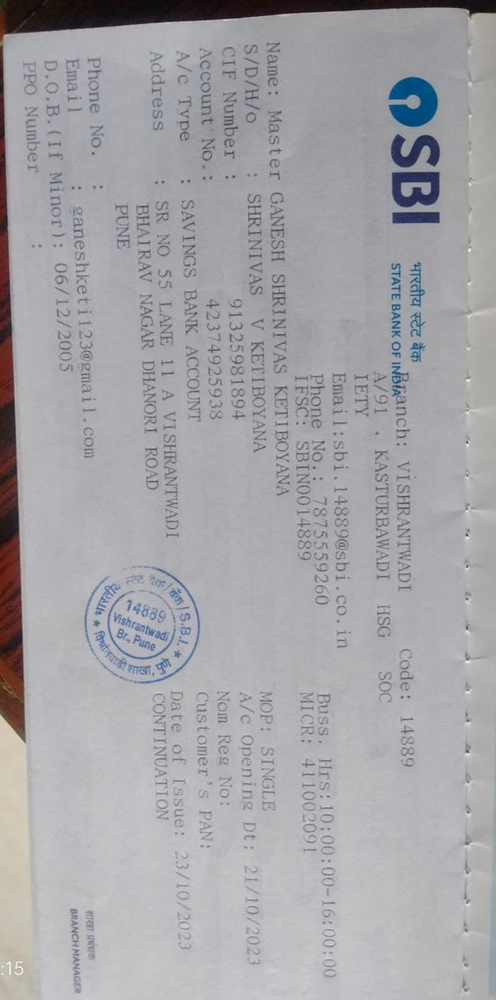 SBI
भारतीय स्टेट बैंक
STATE BANK OF INDIA
Branch: VISHRANTWADI Code: 14889
A/91 , KASTURBAWADI HSG SOC
IETY
Email:sbi.14889@sbi.co.in
Phone No.: 7875559260 Buss. Hrs:10:00:00-16:00:00
IFSC: SBIN0014889 MICR: 411002091
Name: Master GANESH SHRINIVAS KETIBOYANA MOP: SINGLE
S/D/H/o : SHRINIVAS V KETIBOYANA A/c Opening Dt: 21/10/2023
CIF Number : 91325981894 Nom Reg No:
Account No.: 42374925938 Customer's PAN:
A/c Type : SAVINGS BANK ACCOUNT Date of Issue: 23/10/2023
Address : SR NO 55 LANE 11 A VISHRANTWADI CONTINUATION
BHAIRAV NAGAR DHANORI ROAD
PUNE
Phone No. :
Email : ganeshketi123@gmail.com
D.O.B.(If Minor): 06/12/2005
PPO Number :
भारतीय स्टेट बैंक/बँक/S.B.I.
14889
Vishrantwadi
Br., Pune
विश्रांतवाडी शाखा, पुणे
शाखा प्रबंधक
BRANCH MANAGER
:15